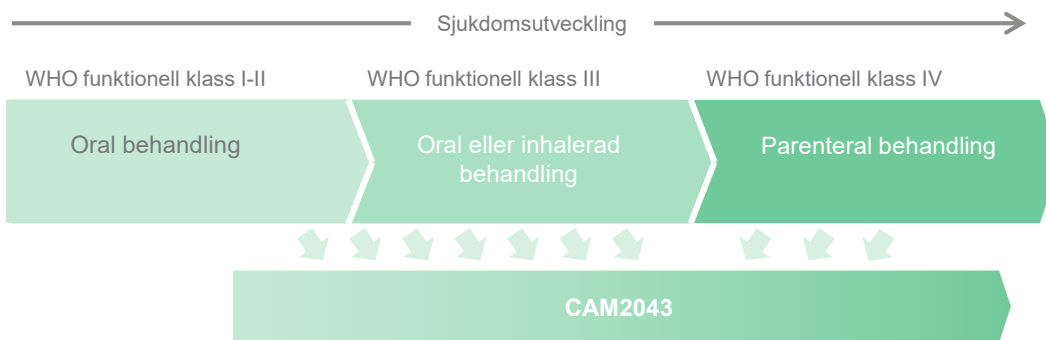 Sjukdomsutveckling
WHO funktionell klass I-II
WHO funktionell klass III
WHO funktionell klass IV
Oral behandling
Oral eller inhalerad
behandling
Parenteral behandling
CAM2043